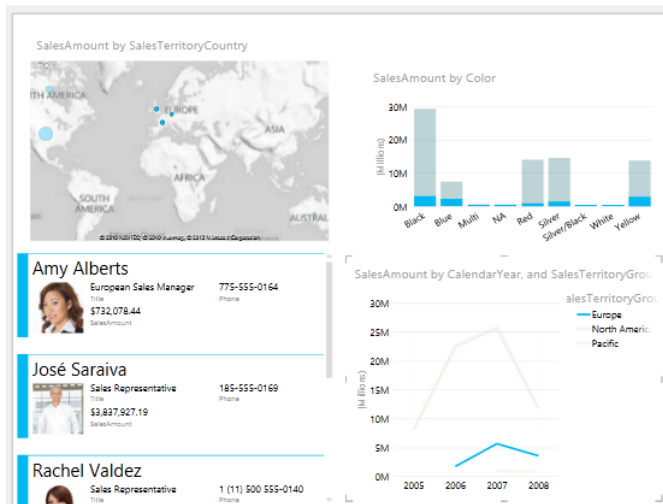 SalesAmount by SalesTerritoryCountry
TH AMERICA
EUROPE
ASIA
AFRICA
SOUTH
AMERICA
AUSTRAL
SalesAmount by Color
30M
20M
10M
0M
(Millions)
Black
Blue
Multi
NA
Red
Silver
Silver/Black
White
Yellow
Amy Alberts
European Sales Manager 775-555-0164
Title Phone
$732,078.44
SalesAmount
José Saraiva
Sales Representative 185-555-0169
Title Phone
$3,837,927.19
SalesAmount
Rachel Valdez
Sales Representative 1 (11) 500 555-0140
Title Phone
SalesAmount by CalendarYear, and SalesTerritoryGrou
alesTerritoryGrou
Europe
North Americ
Pacific
30M
25M
20M
15M
10M
5M
0M
(Millions)
2005 2006 2007 2008